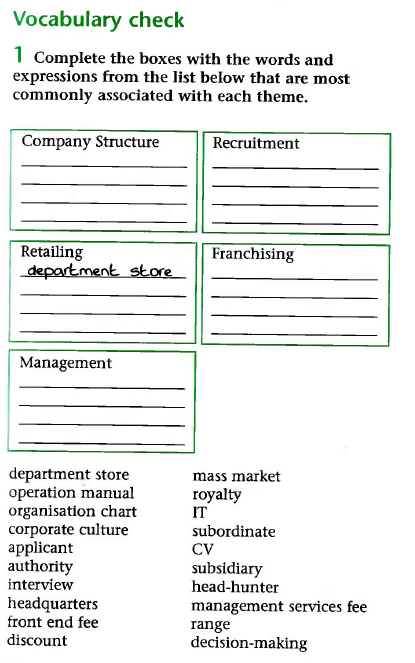 Vocabulary check
1 Complete the boxes with the words and
expressions from the list below that are most
commonly associated with each theme.
Company Structure
Recruitment
Retailing
department store
Franchising
Management
department store
operation manual
organisation chart
corporate culture
applicant
authority
interview
headquarters
front end fee
discount
mass market
royalty
IT
subordinate
CV
subsidiary
head-hunter
management services fee
range
decision-making